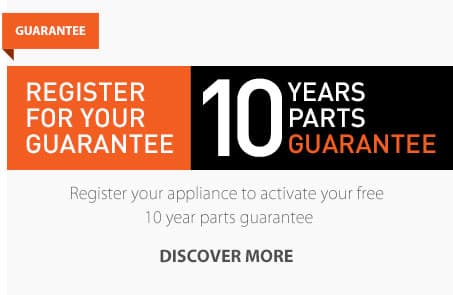 GUARANTEE
REGISTER
FOR YOUR
GUARANTEE
10 YEARS
PARTS
GUARANTEE
Register your appliance to activate your free
10 year parts guarantee
DISCOVER MORE